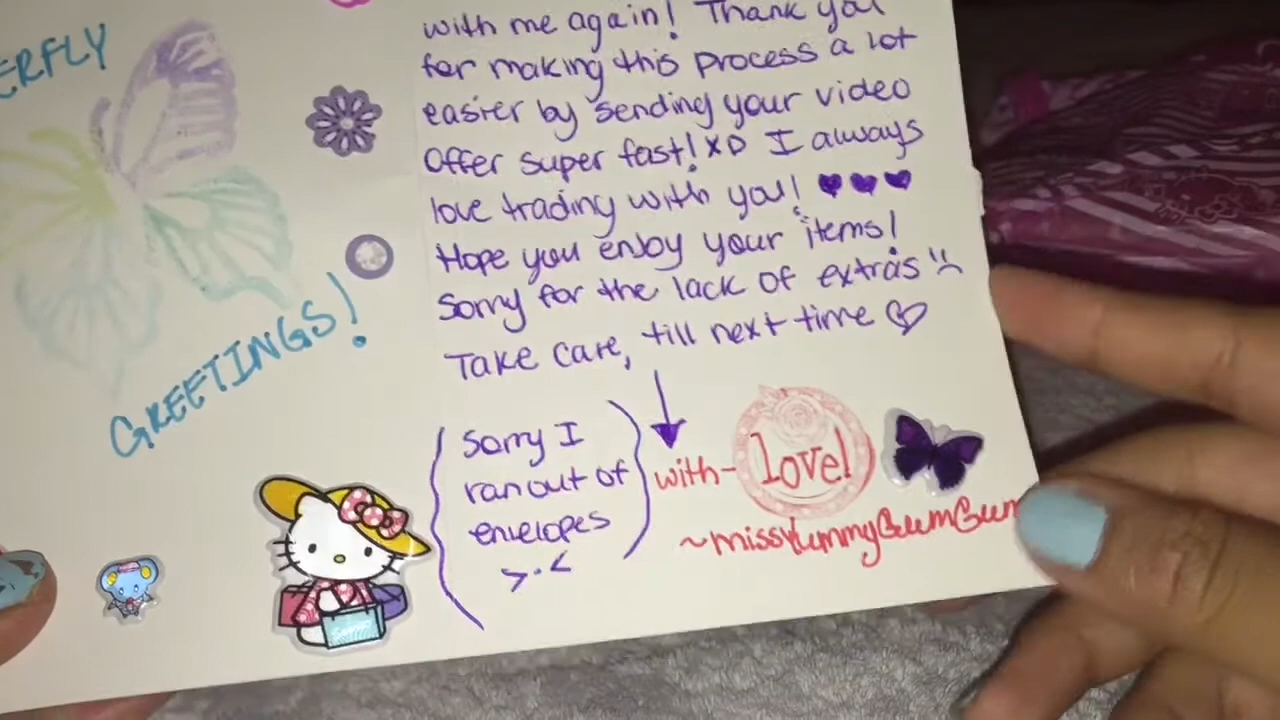 ERFLY
GREETINGS!
with me again! Thank you
for making this process a lot
easier by sending your video
offer super fast! XD I always
love trading with you! ♥♥♥
Hope you enjoy your items!
Sorry for the lack of extras
Take care, till next time ♡
(Sorry I
ran out of
envelopes
>.<)
with- love!
~missYummyGumGum